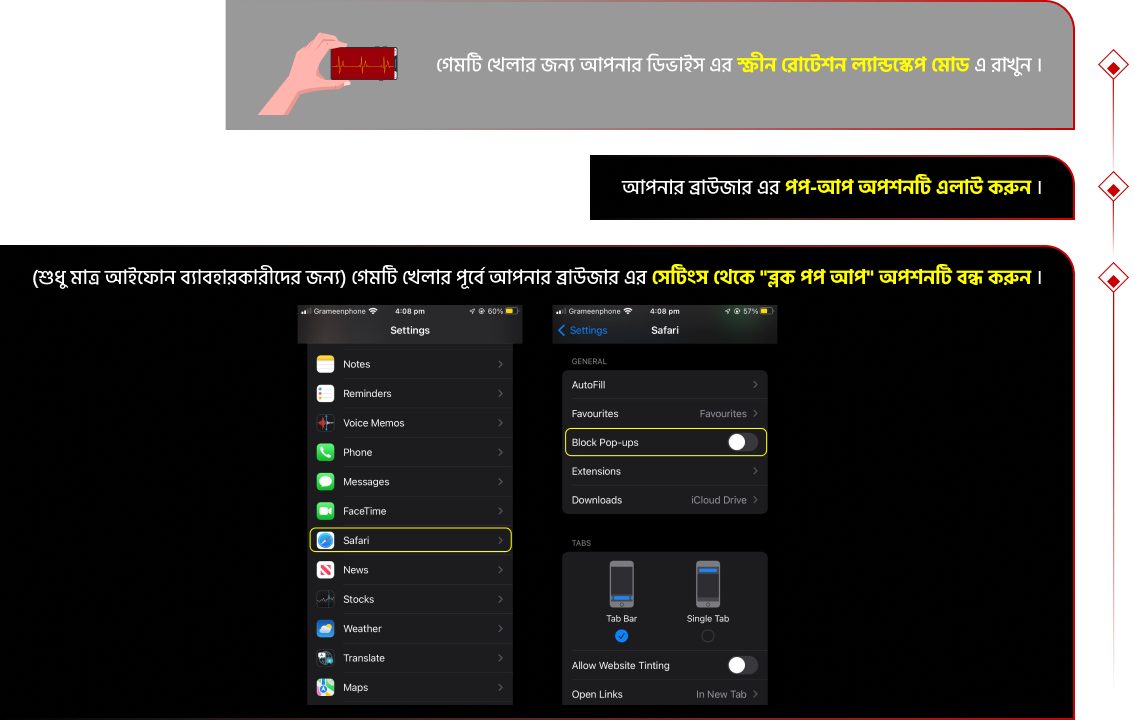 গেমটি খেলার জন্য আপনার ডিভাইস এর স্ক্রীন রোটেশন ল্যান্ডস্কেপ মোড এ রাখুন।
আপনার ব্রাউজার এর পপ-আপ অপশনটি এলাউ করুন।
(শুধু মাত্র আইফোন ব্যাবহারকারীদের জন্য) গেমটি খেলার পূর্বে আপনার ব্রাউজার এর সেটিংস থেকে "ব্লক পপ আপ" অপশনটি বন্ধ করুন।
Grameenphone 4:08 pm 60%
Settings
Notes
Reminders
Voice Memos
Phone
Messages
FaceTime
Safari
News
Stocks
Weather
Translate
Maps
Grameenphone 4:08 pm 57%
Settings Safari
GENERAL
AutoFill
Favourites Favourites
Block Pop-ups
Extensions
Downloads iCloud Drive
TABS
Tab Bar Single Tab
Allow Website Tinting
Open Links In New Tab